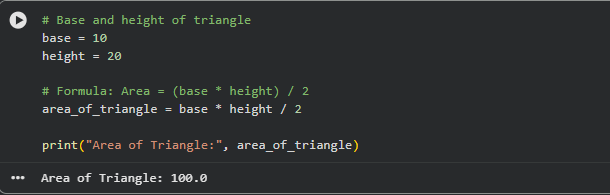 # Base and height of triangle
base = 10
height = 20
# Formula: Area = (base * height) / 2
area_of_triangle = base * height / 2
print("Area of Triangle:", area_of_triangle)
Area of Triangle: 100.0